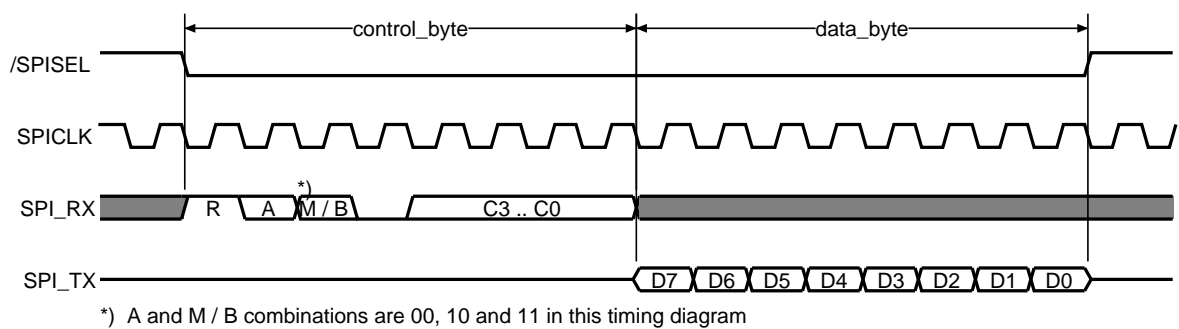 control_byte data_byte
/SPISEL
SPICLK
*)
SPI_RX R A M / B C3 .. C0
SPI_TX D7 D6 D5 D4 D3 D2 D1 D0
*) A and M / B combinations are 00, 10 and 11 in this timing diagram